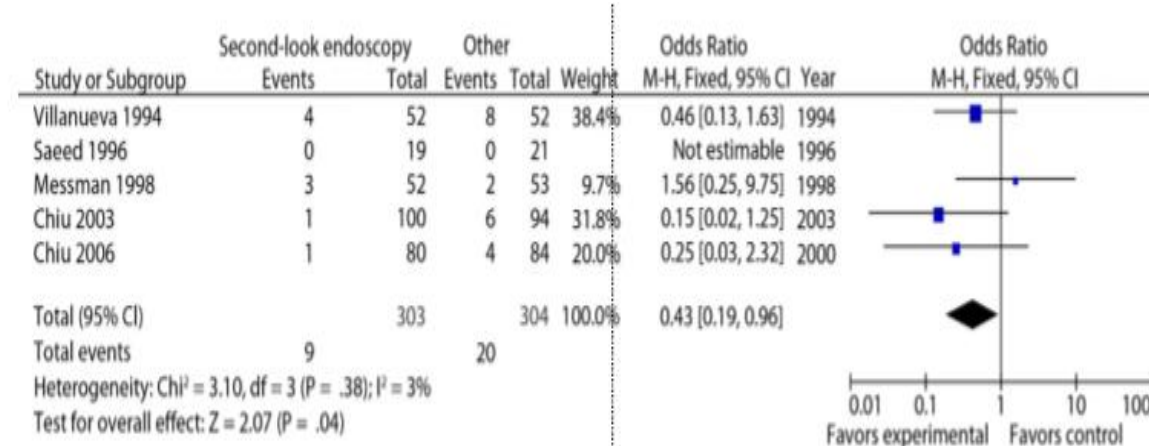 Second-look endoscopy Other Odds Ratio Odds Ratio
Study or Subgroup Events Total Events Total Weight M-H, Fixed, 95% CI Year M-H, Fixed, 95% CI
Villanueva 1994 4 52 8 52 38.4% 0.46 [0.13, 1.63] 1994
Saeed 1996 0 19 0 21 Not estimable 1996
Messman 1998 3 52 2 53 9.7% 1.56 [0.25, 9.75] 1998
Chiu 2003 1 100 6 94 31.8% 0.15 [0.02, 1.25] 2003
Chiu 2006 1 80 4 84 20.0% 0.25 [0.03, 2.32] 2000
Total (95% CI) 303 304 100.0% 0.43 [0.19, 0.96]
Total events 9 20
Heterogeneity: Chi² = 3.10, df = 3 (P = .38); I² = 3%
Test for overall effect: Z = 2.07 (P = .04)
0.01 0.1 1 10 100
Favors experimental Favors control